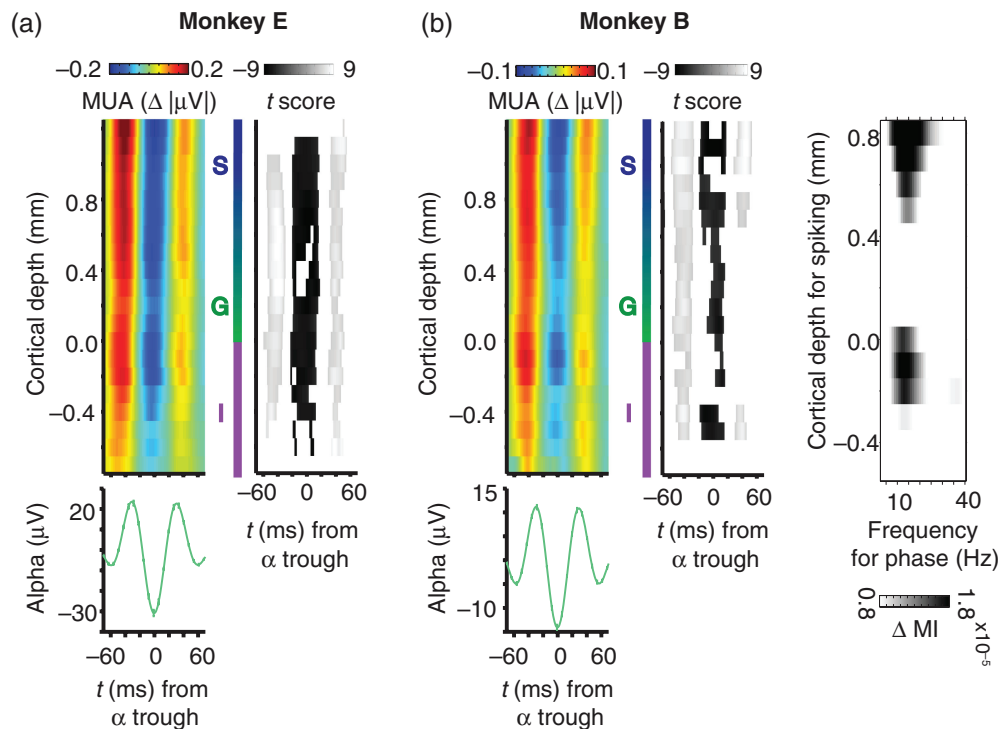 (a) Monkey E
–0.2 0.2 –9 9
MUA (Δ |μV|) t score
Cortical depth (mm)
0.8
0.4
0.0
–0.4
S
G
I
–60 0 60
t (ms) from
α trough
Alpha (μV)
20
–30
–60 0 60
t (ms) from
α trough
(b) Monkey B
–0.1 0.1 –9 9
MUA (Δ |μV|) t score
Cortical depth (mm)
0.8
0.4
0.0
–0.4
S
G
I
–60 0 60
t (ms) from
α trough
Alpha (μV)
15
–10
–60 0 60
t (ms) from
α trough
Cortical depth for spiking (mm)
0.8
0.4
0.0
–0.4
10 40
Frequency
for phase (Hz)
0.8 1.8
×10⁻⁵
Δ MI